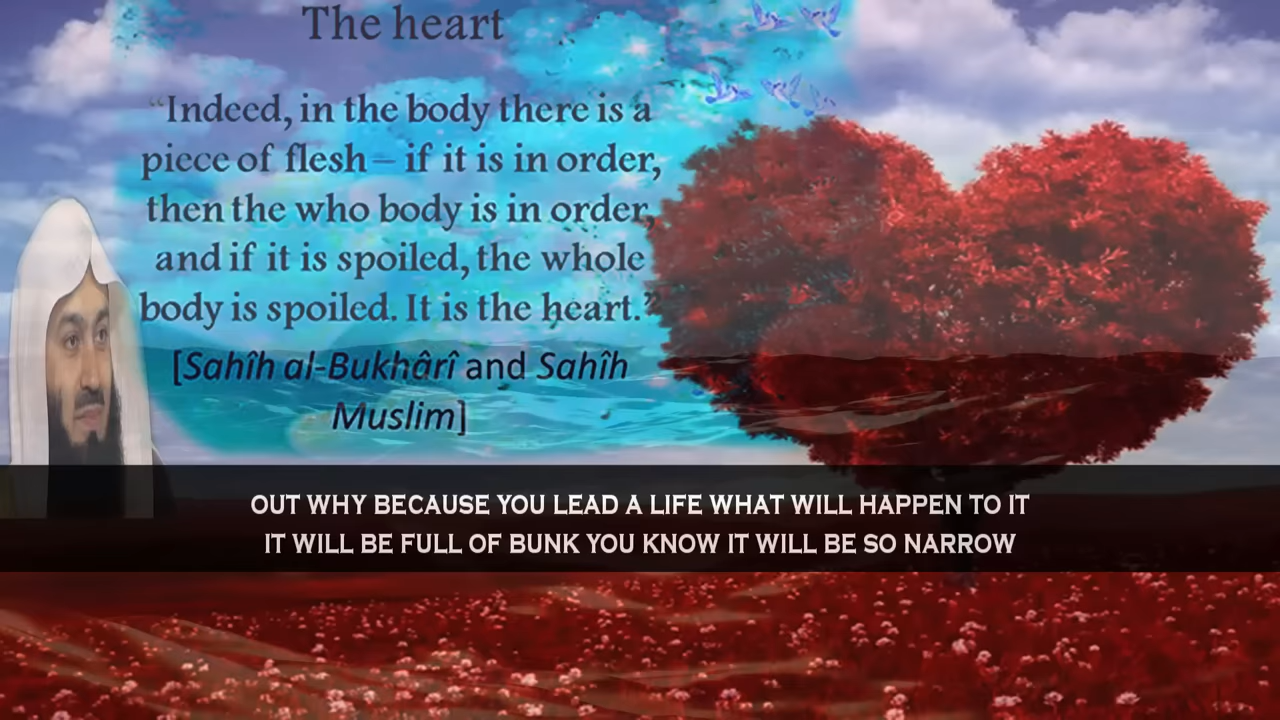 The heart
“Indeed, in the body there is a
piece of flesh – if it is in order,
then the who body is in order,
and if it is spoiled, the whole
body is spoiled. It is the heart.”
[Sahîh al-Bukhârî and Sahîh
Muslim]
OUT WHY BECAUSE YOU LEAD A LIFE WHAT WILL HAPPEN TO IT
IT WILL BE FULL OF BUNK YOU KNOW IT WILL BE SO NARROW